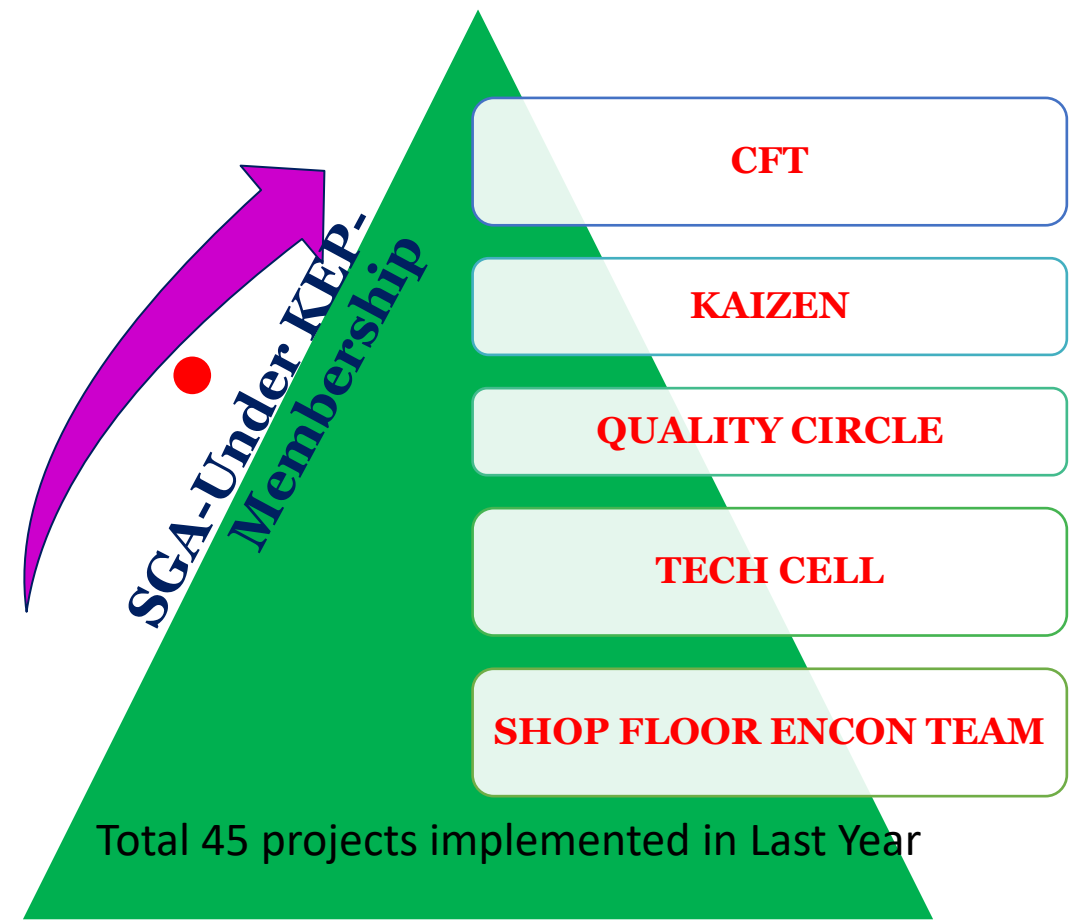 SGA-Under KEP-
Membership
CFT
KAIZEN
QUALITY CIRCLE
TECH CELL
SHOP FLOOR ENCON TEAM
Total 45 projects implemented in Last Year